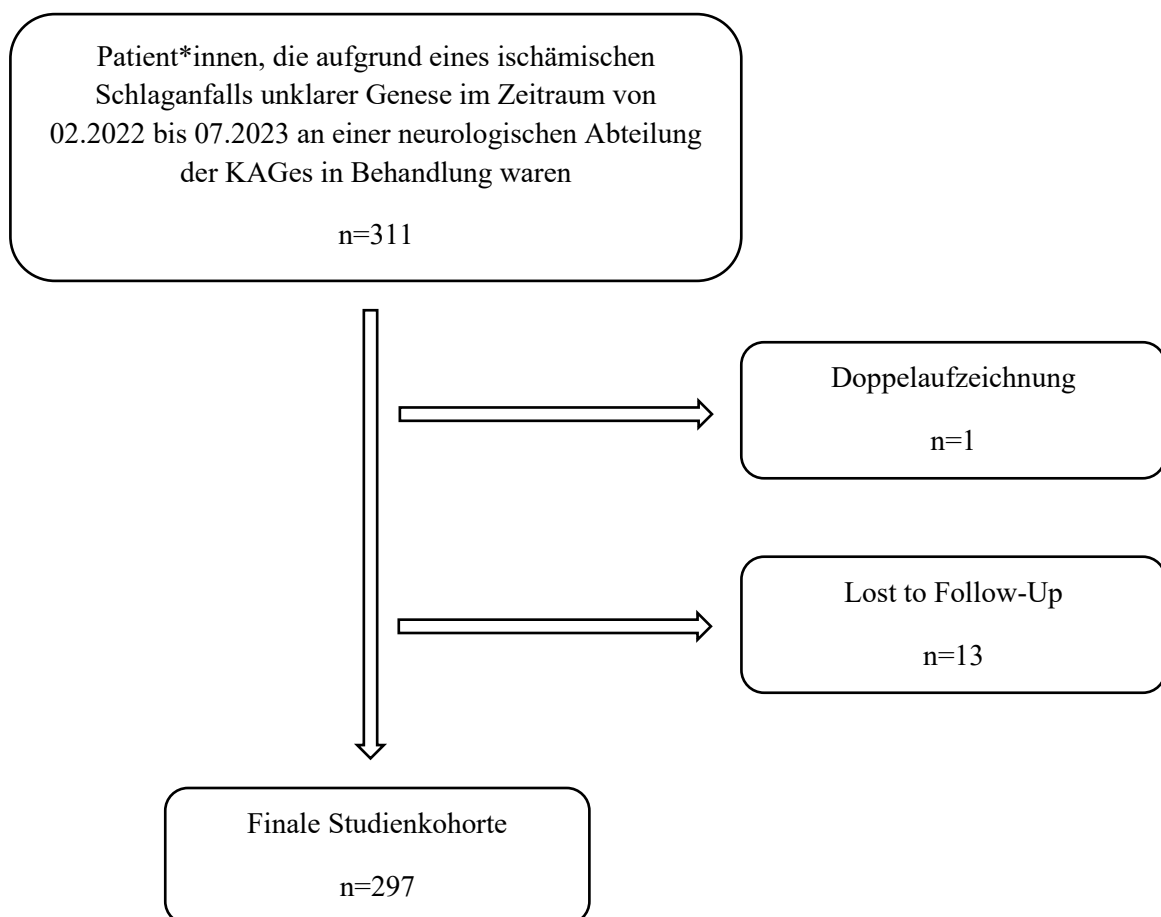 Patient*innen, die aufgrund eines ischämischen
Schlaganfalls unklarer Genese im Zeitraum von
02.2022 bis 07.2023 an einer neurologischen Abteilung
der KAGes in Behandlung waren
n=311
Doppelaufzeichnung
n=1
Lost to Follow-Up
n=13
Finale Studienkohorte
n=297